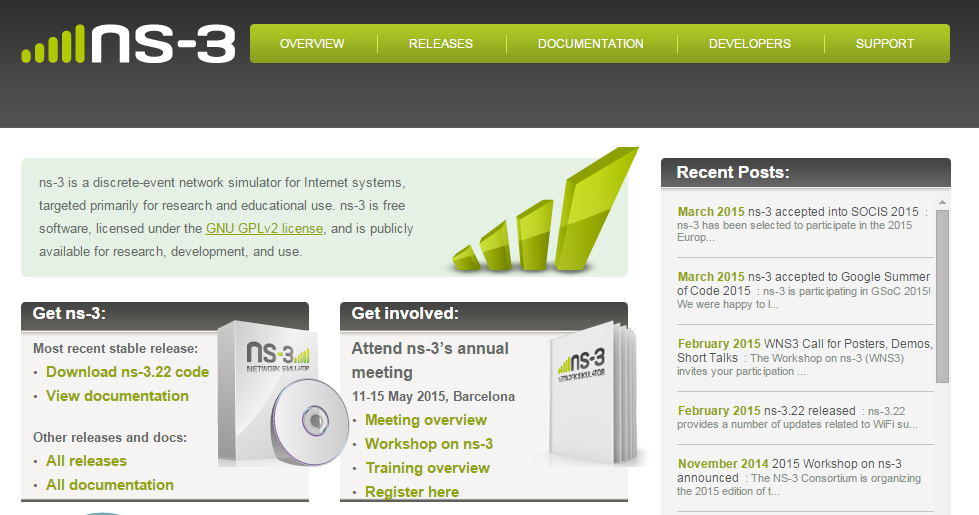 ns-3
OVERVIEW
RELEASES
DOCUMENTATION
DEVELOPERS
SUPPORT
ns-3 is a discrete-event network simulator for Internet systems,
targeted primarily for research and educational use. ns-3 is free
software, licensed under the GNU GPLv2 license, and is publicly
available for research, development, and use.
Get ns-3:
Most recent stable release:
• Download ns-3.22 code
• View documentation
Other releases and docs:
• All releases
• All documentation
ns-3
NETWORK SIMULATOR
Get involved:
Attend ns-3’s annual
meeting
11-15 May 2015, Barcelona
• Meeting overview
• Workshop on ns-3
• Training overview
• Register here
ns-3
NETWORK SIMULATOR
Recent Posts:
March 2015 ns-3 accepted into SOCIS 2015 :
ns-3 has been selected to participate in the 2015
Europ...
March 2015 ns-3 accepted to Google Summer
of Code 2015 : ns-3 is participating in GSoC 2015!
We were happy to l...
February 2015 WNS3 Call for Posters, Demos,
Short Talks : The Workshop on ns-3 (WNS3)
invites your participation ...
February 2015 ns-3.22 released : ns-3.22
provides a number of updates related to WiFi su...
November 2014 2015 Workshop on ns-3
announced : The NS-3 Consortium is organizing
the 2015 edition of t...